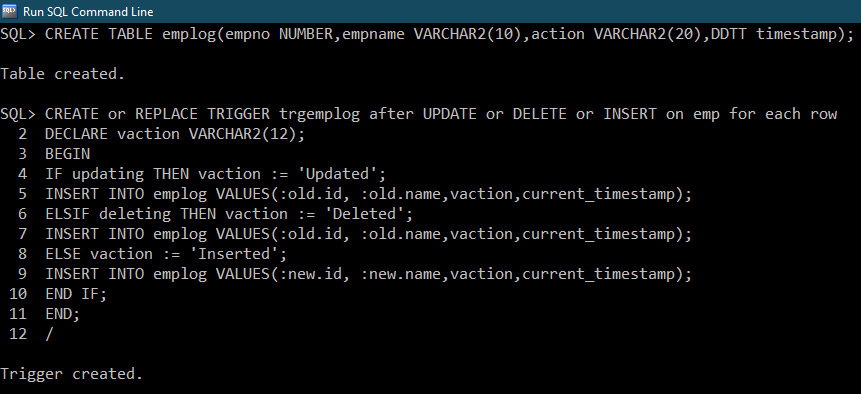 Run SQL Command Line
SQL> CREATE TABLE emplog(empno NUMBER,empname VARCHAR2(10),action VARCHAR2(20),DDTT timestamp);
Table created.
SQL> CREATE or REPLACE TRIGGER trgemplog after UPDATE or DELETE or INSERT on emp for each row
2 DECLARE vaction VARCHAR2(12);
3 BEGIN
4 IF updating THEN vaction := 'Updated';
5 INSERT INTO emplog VALUES(:old.id, :old.name,vaction,current_timestamp);
6 ELSIF deleting THEN vaction := 'Deleted';
7 INSERT INTO emplog VALUES(:old.id, :old.name,vaction,current_timestamp);
8 ELSE vaction := 'Inserted';
9 INSERT INTO emplog VALUES(:new.id, :new.name,vaction,current_timestamp);
10 END IF;
11 END;
12 /
Trigger created.